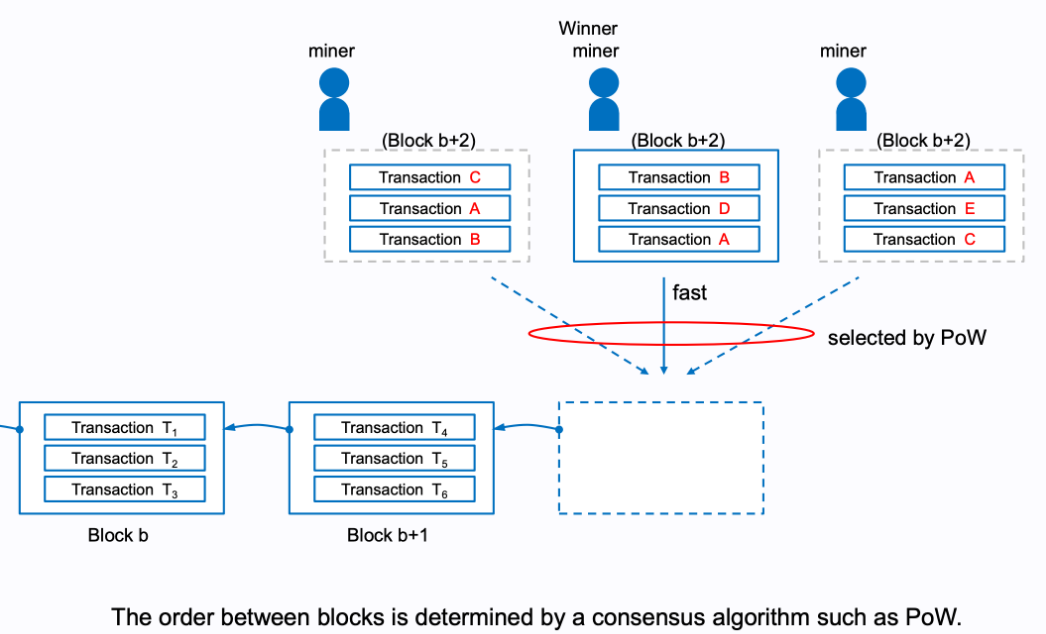 Winner
miner
miner
miner
(Block b+2)
(Block b+2)
(Block b+2)
Transaction C
Transaction A
Transaction B
Transaction B
Transaction D
Transaction A
Transaction A
Transaction E
Transaction C
fast
selected by PoW
Transaction T₁
Transaction T₂
Transaction T₃
Block b
Transaction T₄
Transaction T₅
Transaction T₆
Block b+1
The order between blocks is determined by a consensus algorithm such as PoW.